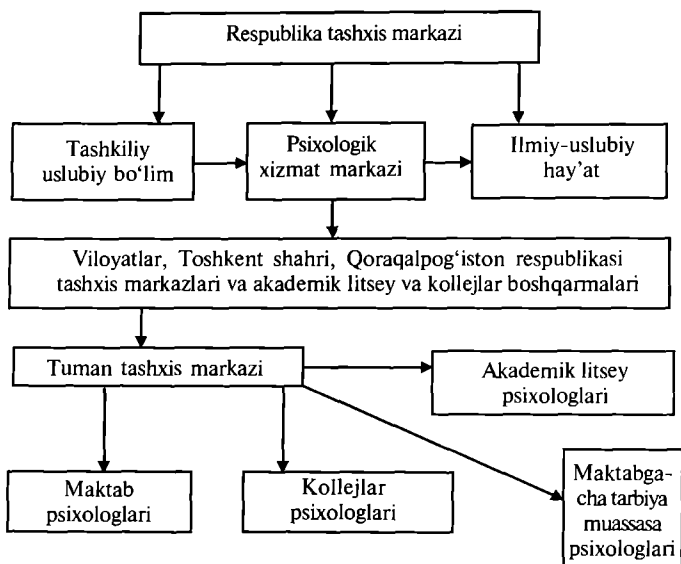 Respublika tashxis markazi
Tashkiliy
uslubiy bo‘lim
Psixologik
xizmat markazi
Ilmiy-uslubiy
hay’at
Viloyatlar, Toshkent shahri, Qoraqalpog‘iston respublikasi
tashxis markazlari va akademik litsey va kollejlar boshqarmalari
Tuman tashxis markazi
Akademik litsey
psixologlari
Maktab
psixologlari
Kollejlar
psixologlari
Maktabga-
cha tarbiya
muassasa
psixologlari